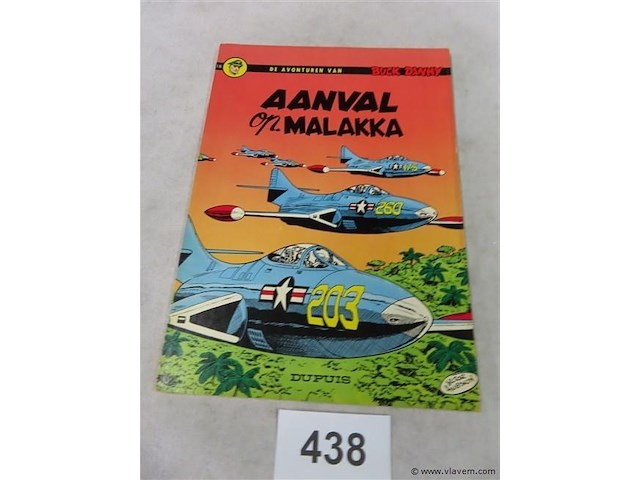 DE AVONTUREN VAN BUCK DANNY
AANVAL
op MALAKKA
260
203
DUPUIS
438
© www.vlavem.com